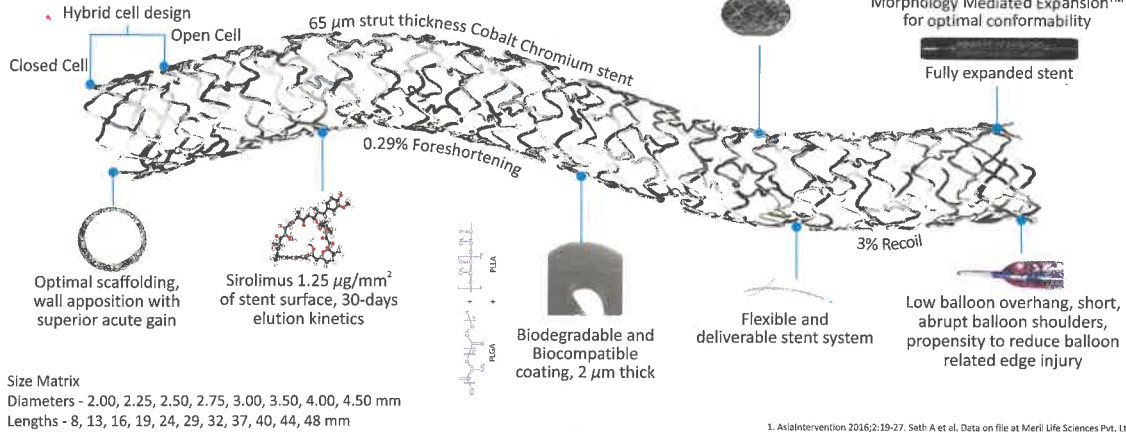 Hybrid cell design
Open Cell
Closed Cell
65 µm strut thickness Cobalt Chromium stent
Morphology Mediated Expansion™
for optimal conformability
Fully expanded stent
0.29% Foreshortening
3% Recoil
Optimal scaffolding,
wall apposition with
superior acute gain
Sirolimus 1.25 µg/mm²
of stent surface, 30-days
elution kinetics
PLLA
+ +
PLGA
Biodegradable and
Biocompatible
coating, 2 µm thick
Flexible and
deliverable stent system
Low balloon overhang, short,
abrupt balloon shoulders,
propensity to reduce balloon
related edge injury
Size Matrix
Diameters - 2.00, 2.25, 2.50, 2.75, 3.00, 3.50, 4.00, 4.50 mm
Lengths - 8, 13, 16, 19, 24, 29, 32, 37, 40, 44, 48 mm
1. AsiaIntervention 2016;2:19-27. Seth A et al. Data on file at Meril Life Sciences Pvt. Lt